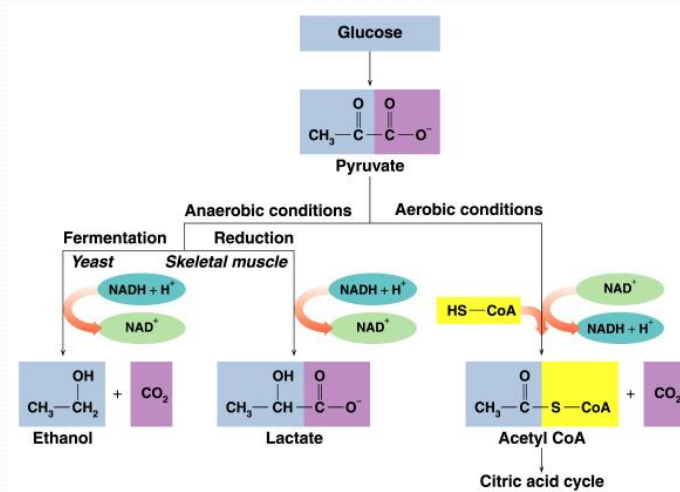 Glucose
O O
CH₃—C—C—O⁻
Pyruvate
Anaerobic conditions
Aerobic conditions
Fermentation
Reduction
Yeast
Skeletal muscle
NADH + H⁺
NAD⁺
NADH + H⁺
NAD⁺
HS—CoA
NAD⁺
NADH + H⁺
OH
CH₃—CH₂
+ CO₂
Ethanol
OH O
CH₃—CH—C—O⁻
Lactate
O
CH₃—C—S—CoA
+ CO₂
Acetyl CoA
Citric acid cycle